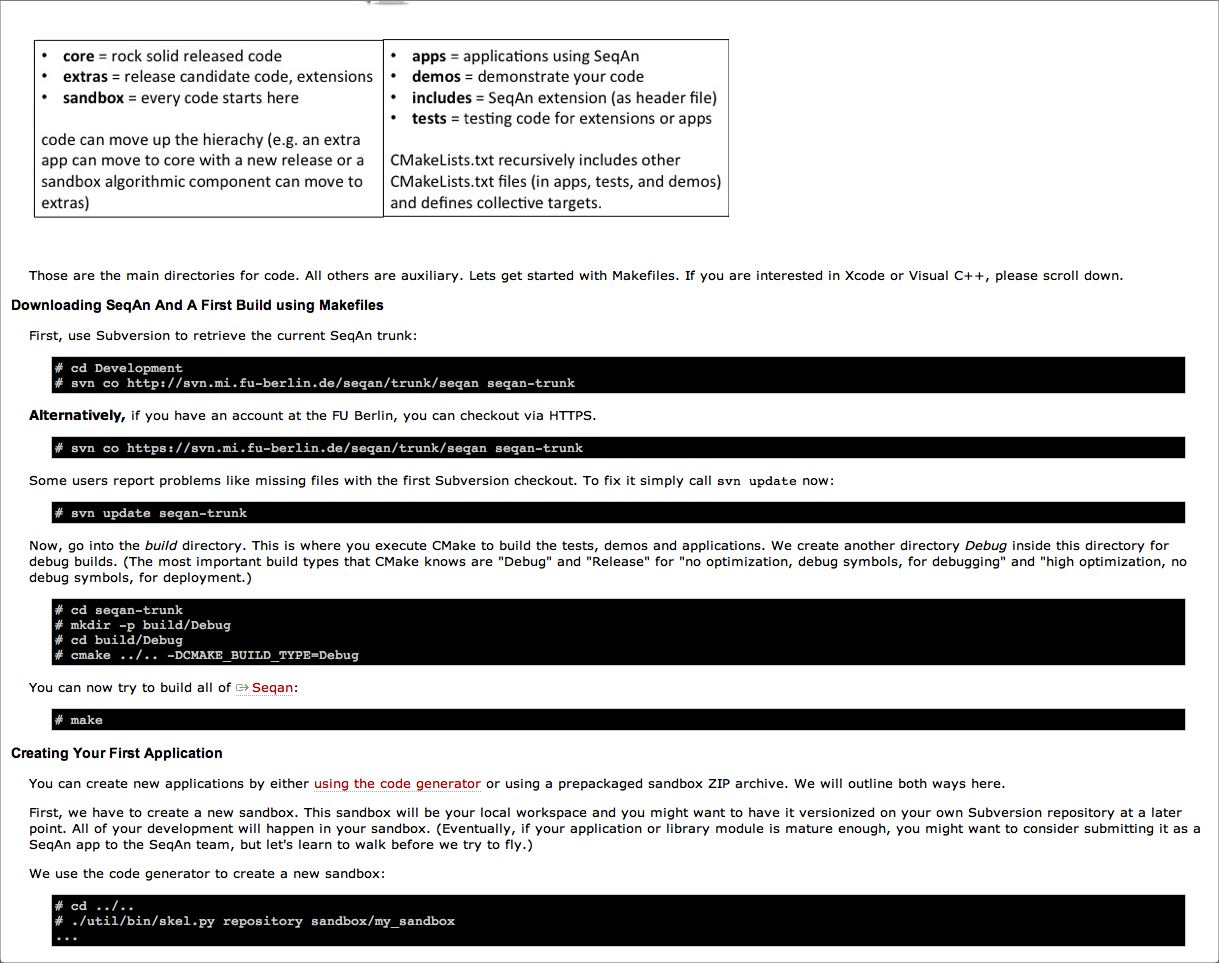 • core = rock solid released code
• extras = release candidate code, extensions
• sandbox = every code starts here
code can move up the hierachy (e.g. an extra
app can move to core with a new release or a
sandbox algorithmic component can move to
extras)
• apps = applications using SeqAn
• demos = demonstrate your code
• includes = SeqAn extension (as header file)
• tests = testing code for extensions or apps
CMakeLists.txt recursively includes other
CMakeLists.txt files (in apps, tests, and demos)
and defines collective targets.
Those are the main directories for code. All others are auxiliary. Lets get started with Makefiles. If you are interested in Xcode or Visual C++, please scroll down.
Downloading SeqAn And A First Build using Makefiles
First, use Subversion to retrieve the current SeqAn trunk:
# cd Development
# svn co http://svn.mi.fu-berlin.de/seqan/trunk/seqan seqan-trunk
Alternatively, if you have an account at the FU Berlin, you can checkout via HTTPS.
# svn co https://svn.mi.fu-berlin.de/seqan/trunk/seqan seqan-trunk
Some users report problems like missing files with the first Subversion checkout. To fix it simply call svn update now:
# svn update seqan-trunk
Now, go into the build directory. This is where you execute CMake to build the tests, demos and applications. We create another directory Debug inside this directory for
debug builds. (The most important build types that CMake knows are "Debug" and "Release" for "no optimization, debug symbols, for debugging" and "high optimization, no
debug symbols, for deployment.)
# cd seqan-trunk
# mkdir -p build/Debug
# cd build/Debug
# cmake ../.. -DCMAKE_BUILD_TYPE=Debug
You can now try to build all of Seqan:
# make
Creating Your First Application
You can create new applications by either using the code generator or using a prepackaged sandbox ZIP archive. We will outline both ways here.
First, we have to create a new sandbox. This sandbox will be your local workspace and you might want to have it versionized on your own Subversion repository at a later
point. All of your development will happen in your sandbox. (Eventually, if your application or library module is mature enough, you might want to consider submitting it as a
SeqAn app to the SeqAn team, but let's learn to walk before we try to fly.)
We use the code generator to create a new sandbox:
# cd ../..
# ./util/bin/skel.py repository sandbox/my_sandbox
...